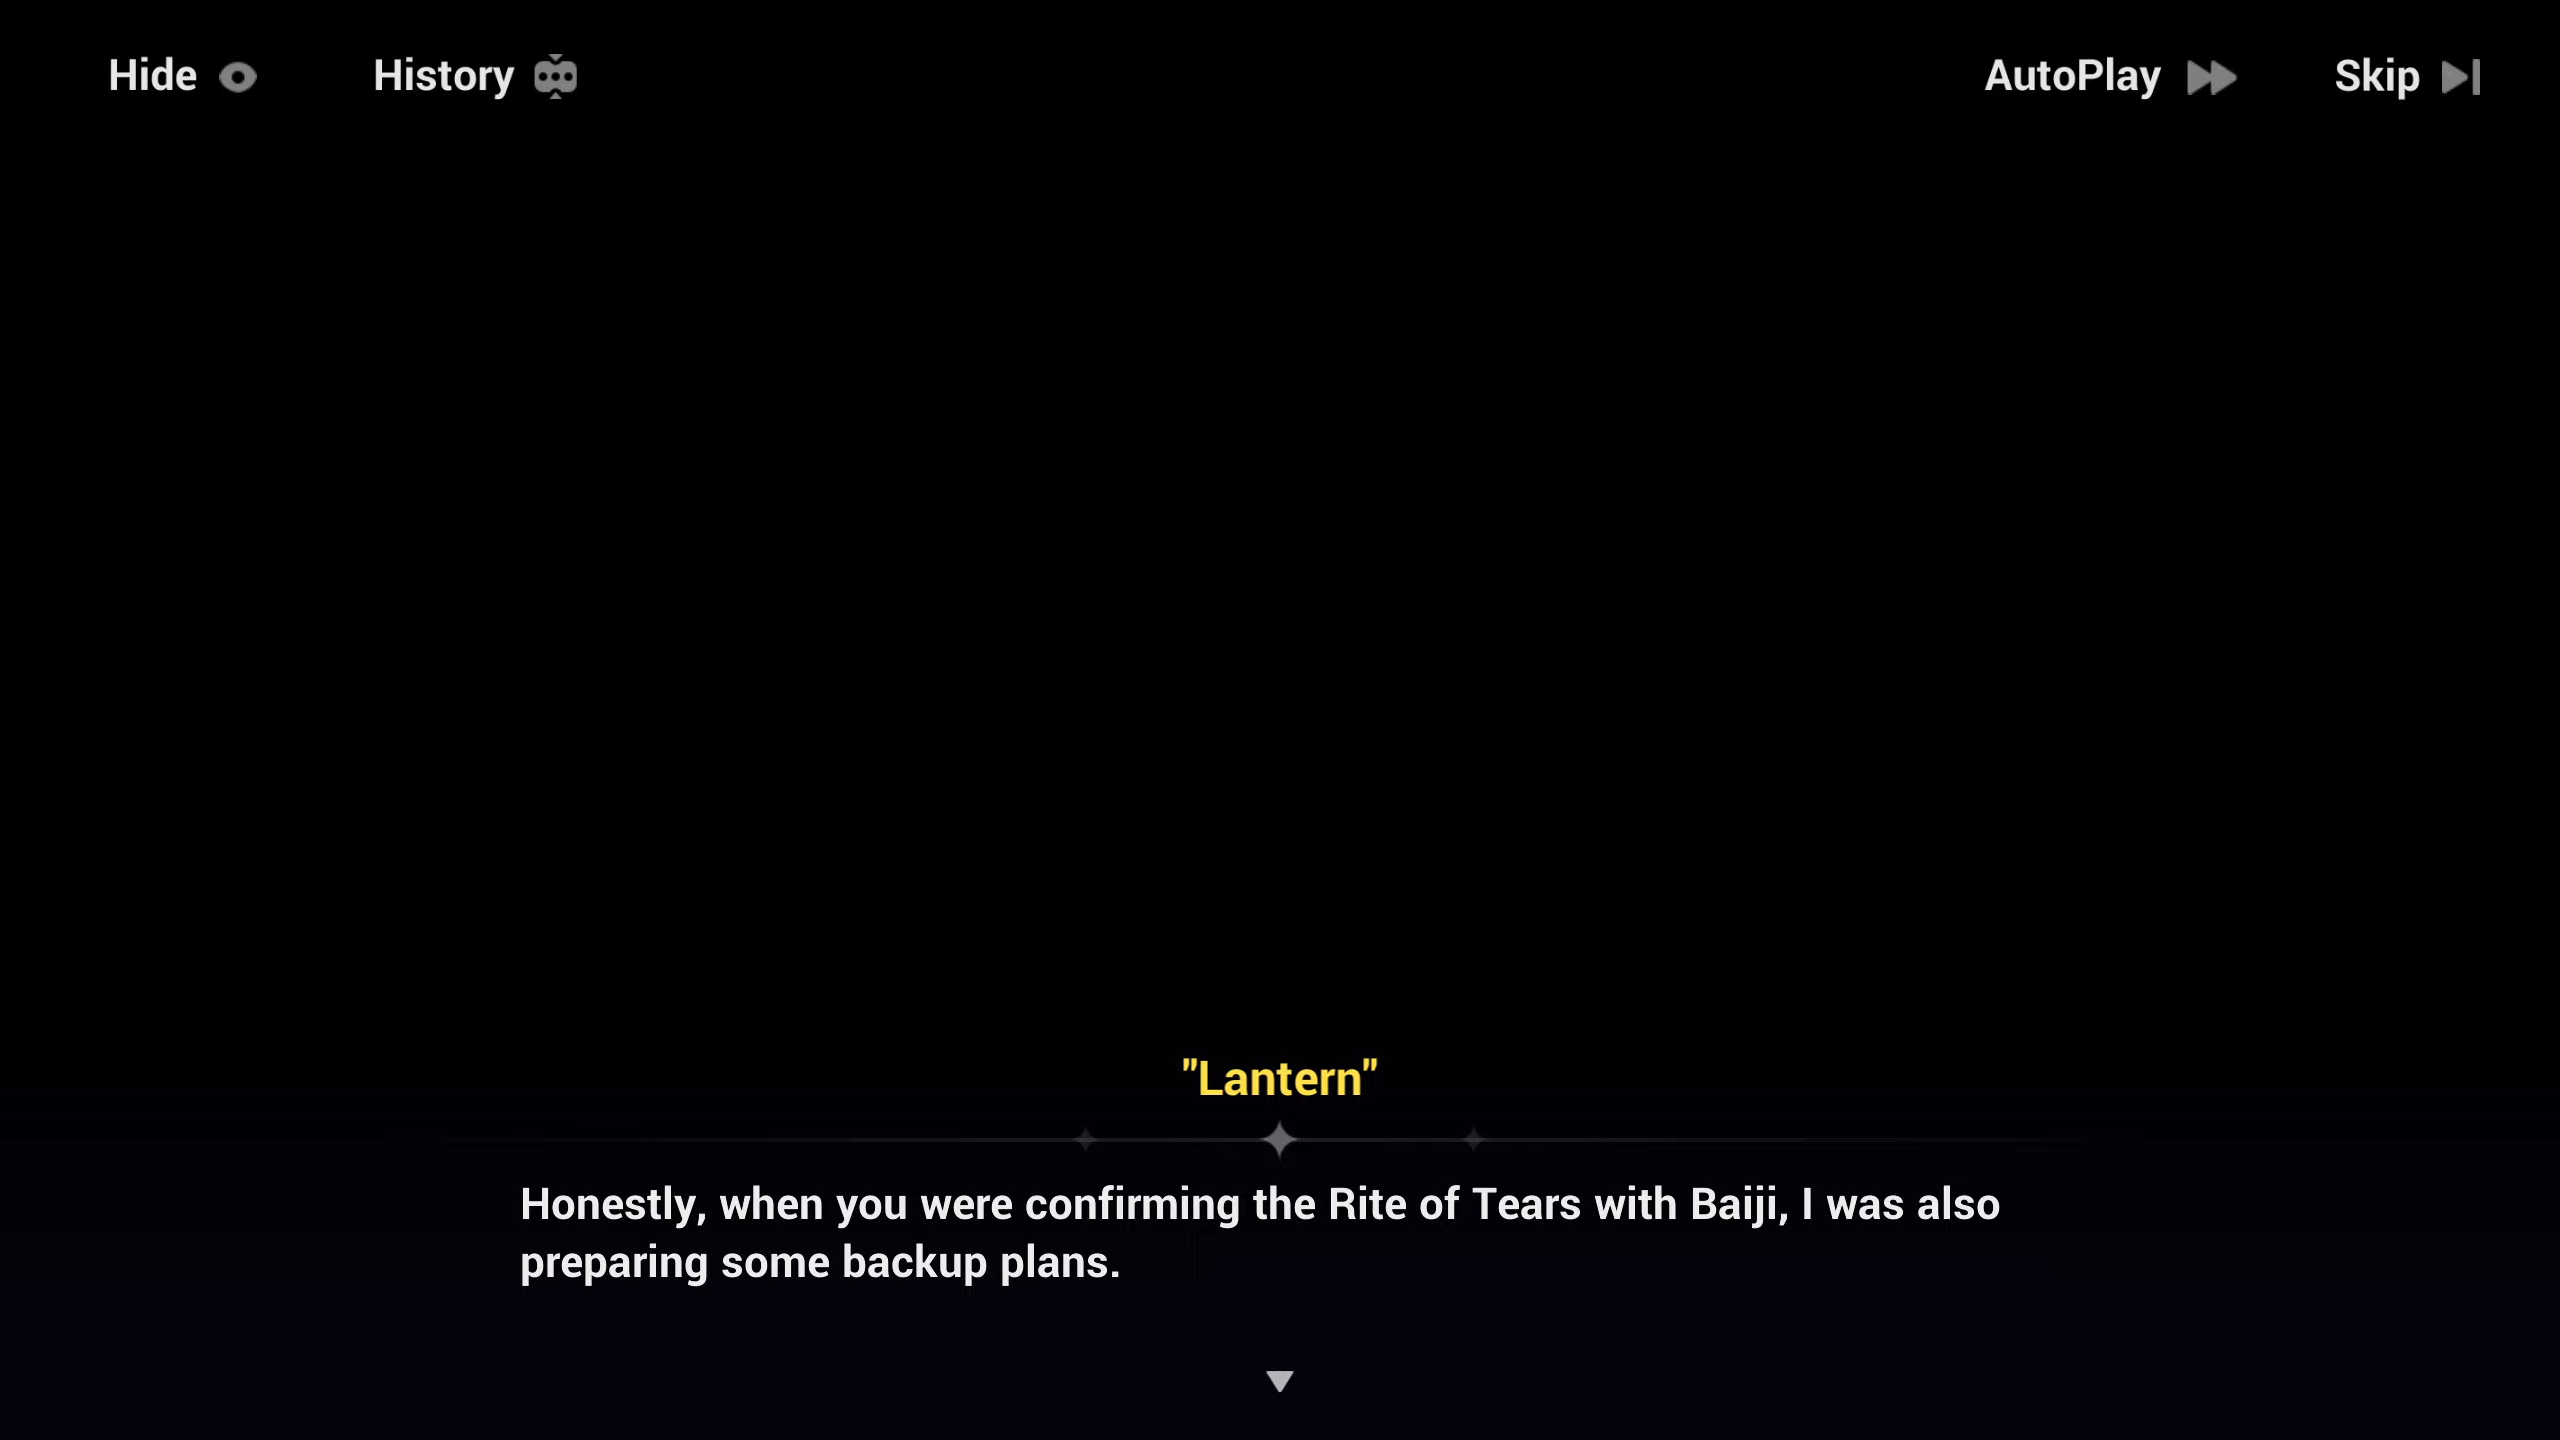 Hide
History
AutoPlay
Skip
"Lantern"
Honestly, when you were confirming the Rite of Tears with Baiji, I was also
preparing some backup plans.